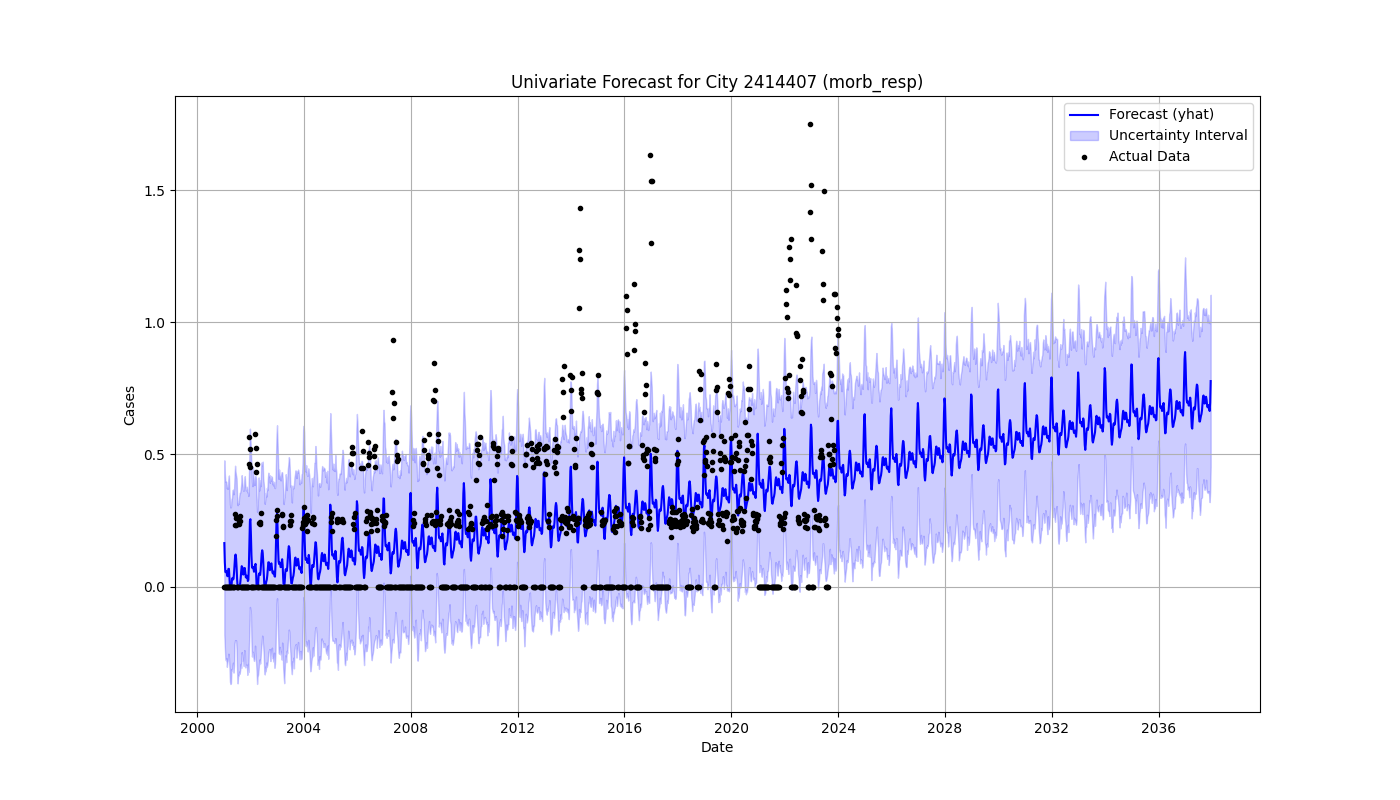 Univariate Forecast for City 2414407 (morb_resp)
Forecast (yhat)
Uncertainty Interval
Actual Data
Cases
1.5
1.0
0.5
0.0
2000 2004 2008 2012 2016 2020 2024 2028 2032 2036
Date